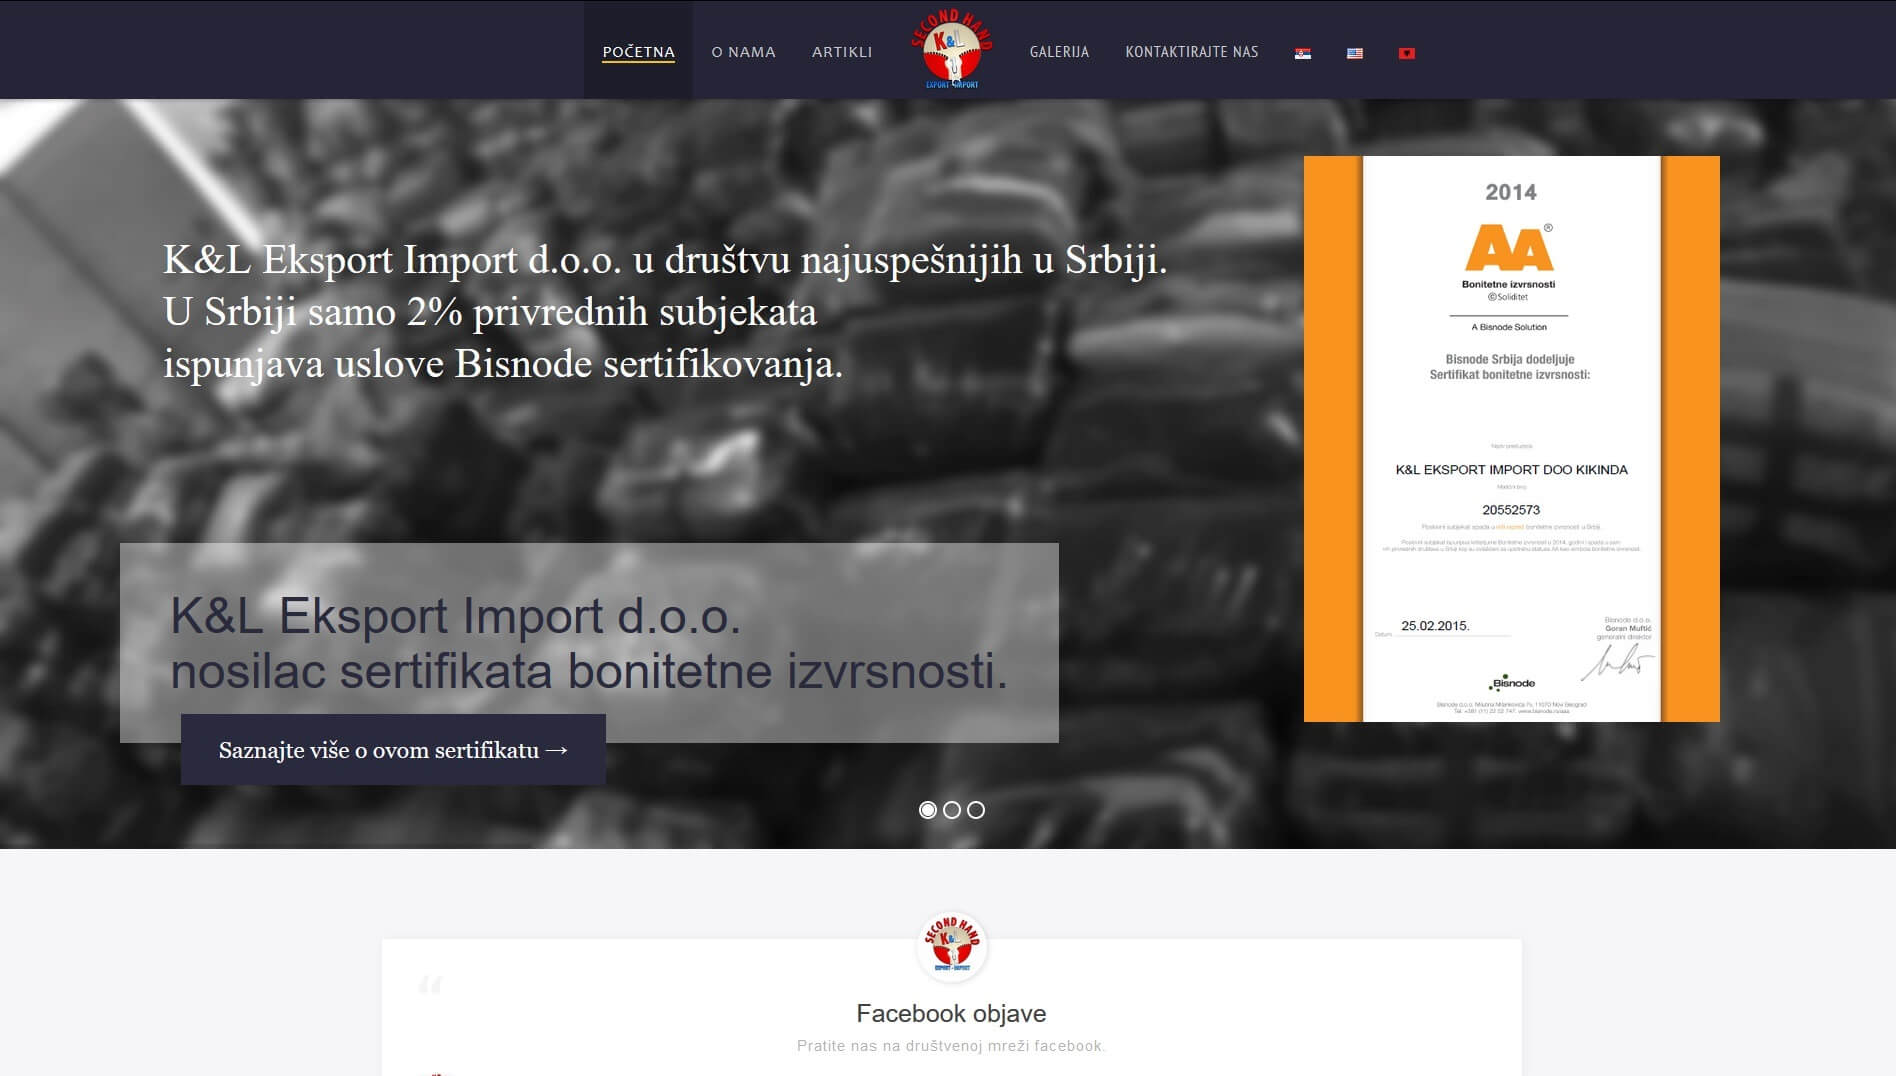 POČETNA
O NAMA
ARTIKLI
SECOND HAND
K&L
EXPORT - IMPORT
GALERIJA
KONTAKTIRAJTE NAS
K&L Eksport Import d.o.o. u društvu najuspešnijih u Srbiji.
U Srbiji samo 2% privrednih subjekata
ispunjava uslove Bisnode sertifikovanja.
2014
AA®
Bonitetne izvrsnosti
©Soliditet
A Bisnode Solution
Bisnode Srbija dodeljuje
Sertifikat bonitetne izvrsnosti:
K&L EKSPORT IMPORT DOO KIKINDA
Matični broj
20552573
25.02.2015.
Datum
Bisnode d.o.o.
Goran Muftić
generalni direktor
Bisnode
K&L Eksport Import d.o.o.
nosilac sertifikata bonitetne izvrsnosti.
Saznajte više o ovom sertifikatu →
SECOND HAND
K&L
EXPORT - IMPORT
“
Facebook objave
Pratite nas na društvenoj mreži facebook.